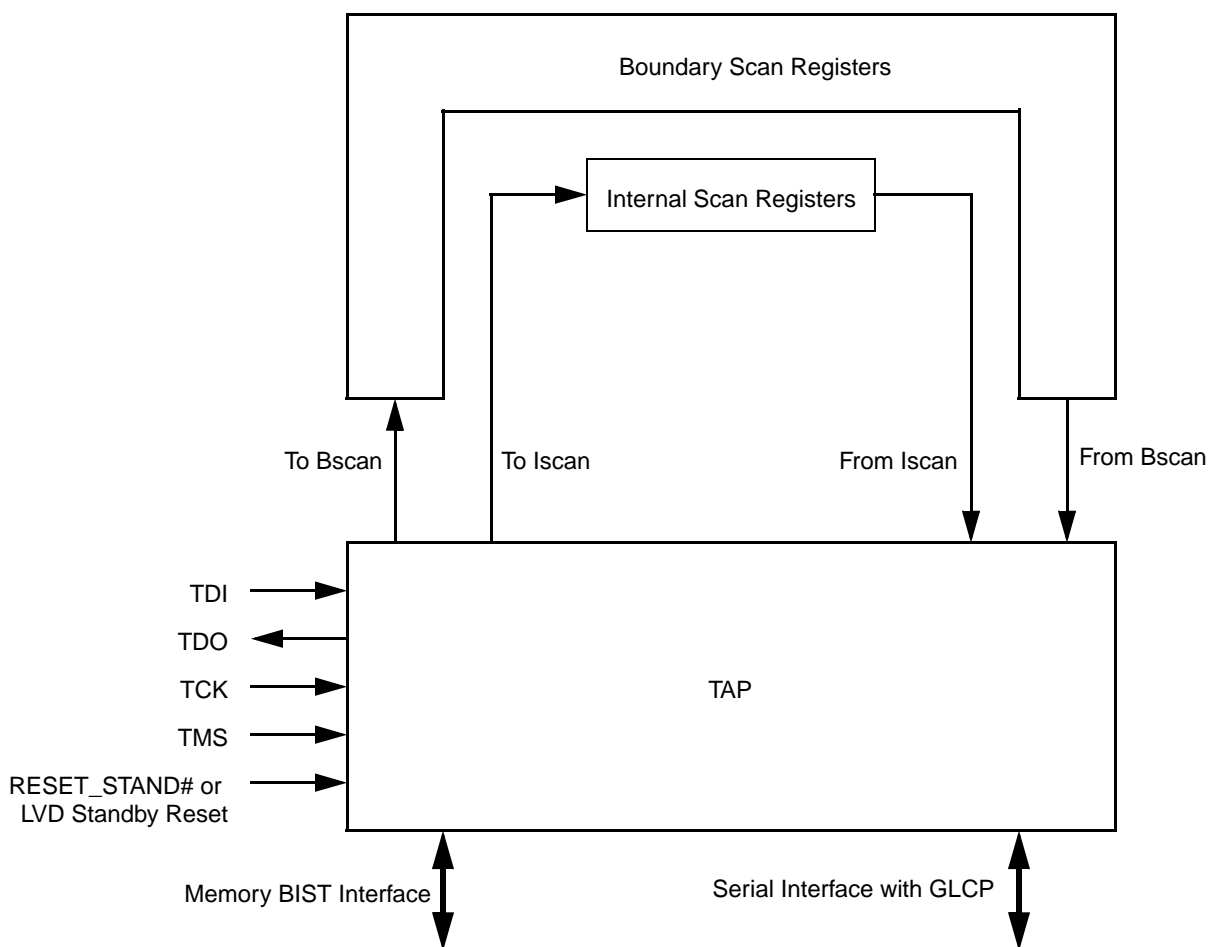 Boundary Scan Registers
Internal Scan Registers
To Bscan
To Iscan
From Iscan
From Bscan
TDI
TDO
TCK
TMS
RESET_STAND# or
LVD Standby Reset
TAP
Memory BIST Interface
Serial Interface with GLCP